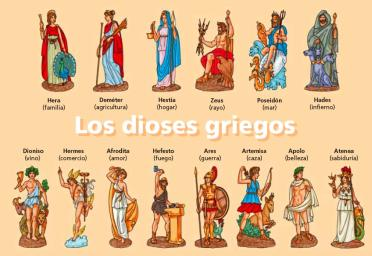 Hera
(familia)
Deméter
(agricultura)
Hestia
(hogar)
Zeus
(rayo)
Poseidón
(mar)
Hades
(infierno)
Los dioses griegos
Dioniso
(vino)
Hermes
(comercio)
Afrodita
(amor)
Hefesto
(fuego)
Ares
(guerra)
Artemisa
(caza)
Apolo
(belleza)
Atenea
(sabiduría)